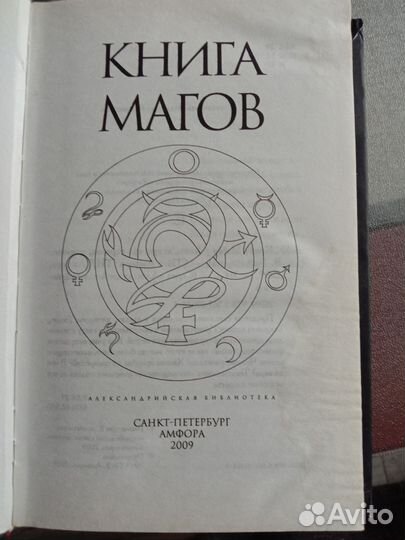 КНИГА
МАГОВ
АЛЕКСАНДРИЙСКАЯ БИБЛИОТЕКА
САНКТ-ПЕТЕРБУРГ
АМФОРА
2009
Avito